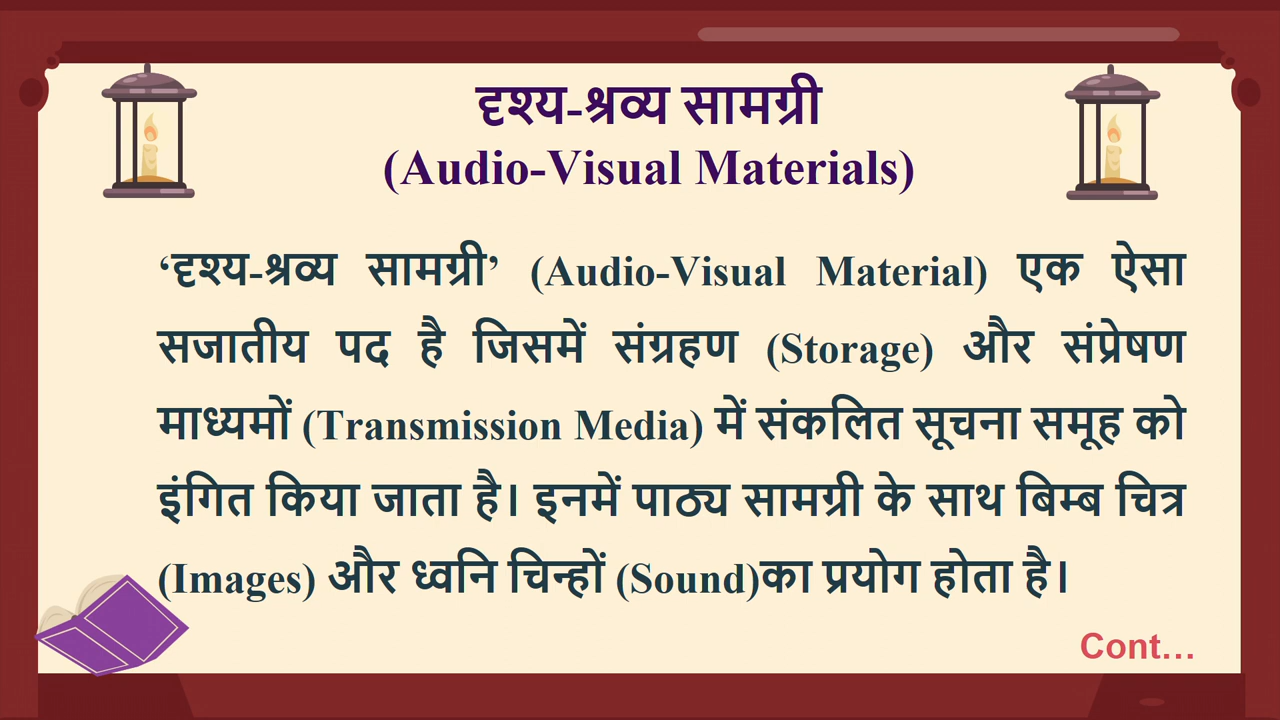 दृश्य-श्रव्य सामग्री
(Audio-Visual Materials)
‘दृश्य-श्रव्य सामग्री’ (Audio-Visual Material) एक ऐसा
सजातीय पद है जिसमें संग्रहण (Storage) और संप्रेषण
माध्यमों (Transmission Media) में संकलित सूचना समूह को
इंगित किया जाता है। इनमें पाठ्य सामग्री के साथ बिम्ब चित्र
(Images) और ध्वनि चिन्हों (Sound)का प्रयोग होता है।
Cont…